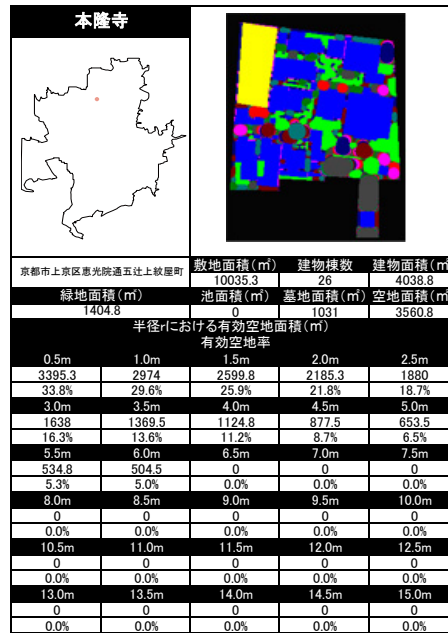 本隆寺
京都市上京区恵光院通五辻上紋屋町
敷地面積(㎡) 建物棟数 建物面積(㎡)
10035.3 26 4038.8
緑地面積(㎡) 池面積(㎡) 墓地面積(㎡) 空地面積(㎡)
1404.8 0 1031 3560.8
半径rにおける有効空地面積(㎡)
有効空地率
0.5m 1.0m 1.5m 2.0m 2.5m
3395.3 2974 2599.8 2185.3 1880
33.8% 29.6% 25.9% 21.8% 18.7%
3.0m 3.5m 4.0m 4.5m 5.0m
1638 1369.5 1124.8 877.5 653.5
16.3% 13.6% 11.2% 8.7% 6.5%
5.5m 6.0m 6.5m 7.0m 7.5m
534.8 504.5 0 0 0
5.3% 5.0% 0.0% 0.0% 0.0%
8.0m 8.5m 9.0m 9.5m 10.0m
0 0 0 0 0
0.0% 0.0% 0.0% 0.0% 0.0%
10.5m 11.0m 11.5m 12.0m 12.5m
0 0 0 0 0
0.0% 0.0% 0.0% 0.0% 0.0%
13.0m 13.5m 14.0m 14.5m 15.0m
0 0 0 0 0
0.0% 0.0% 0.0% 0.0% 0.0%